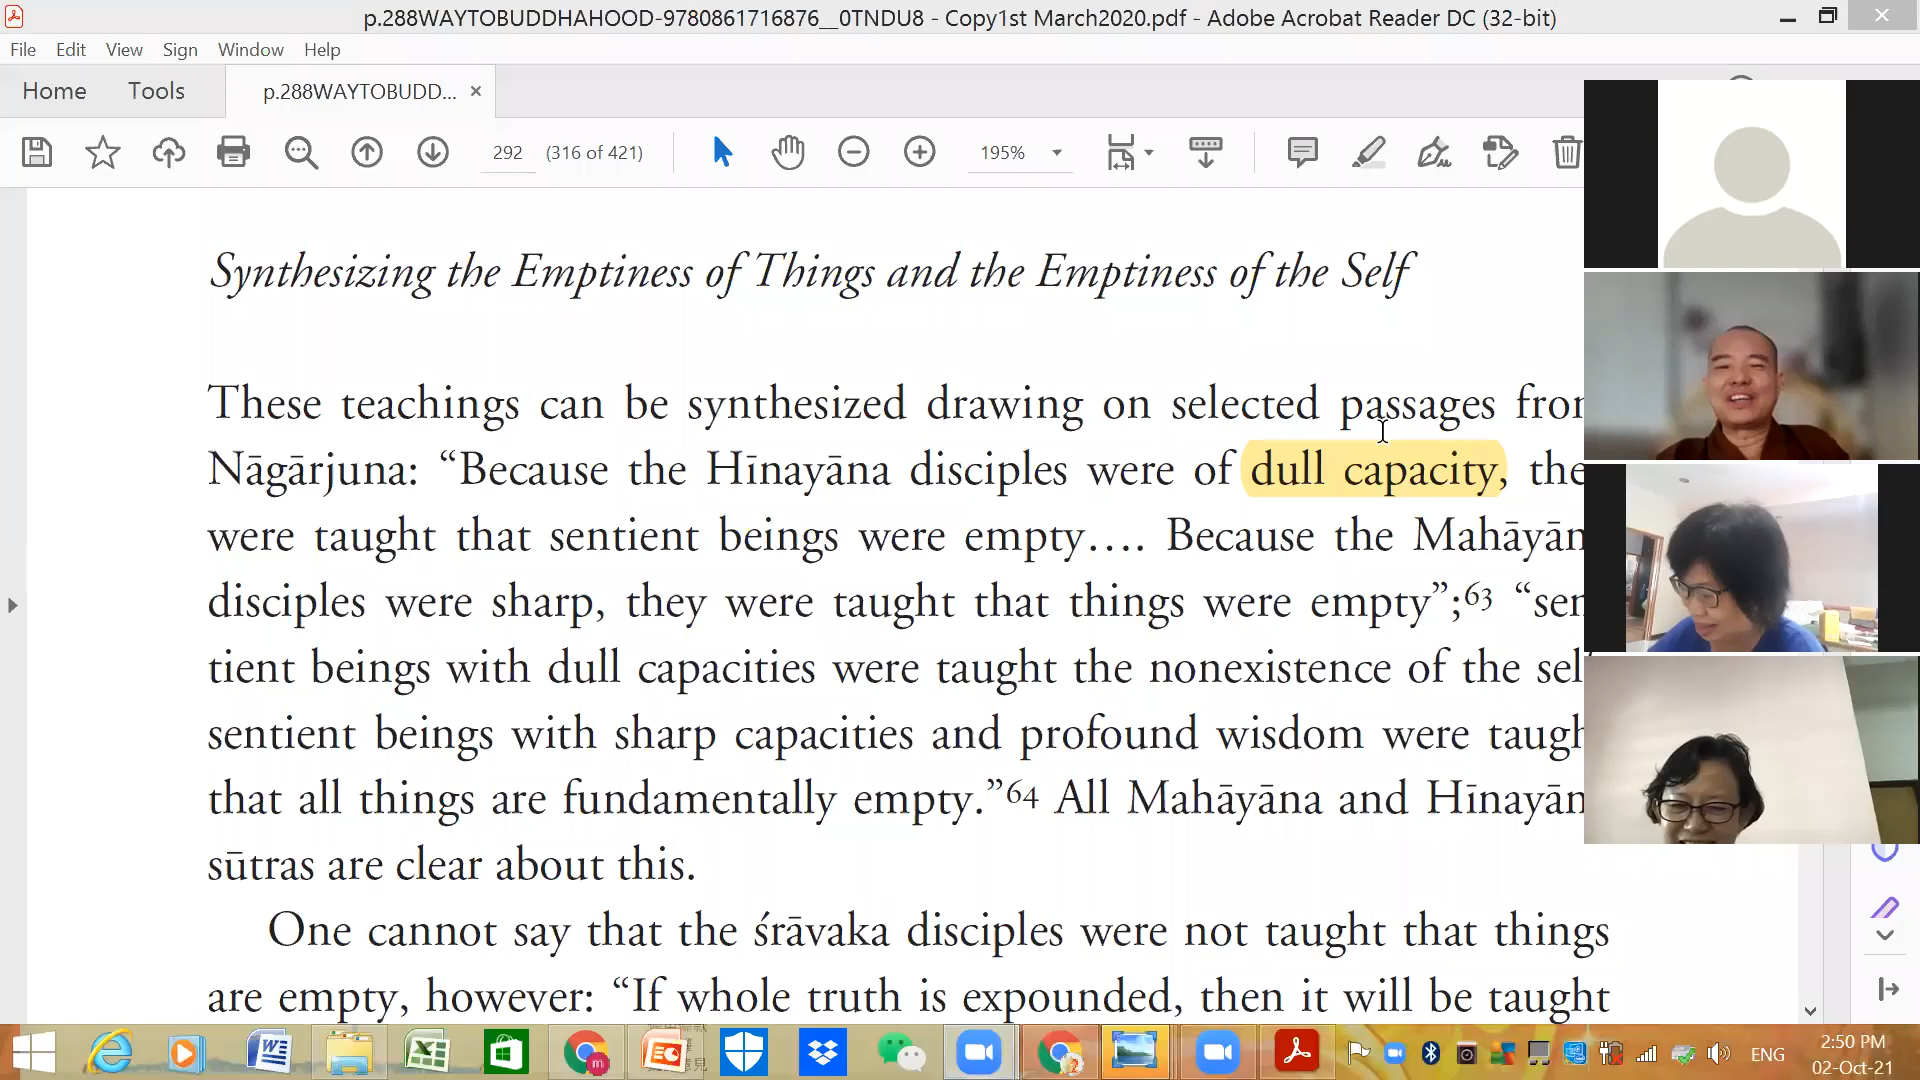 p.288WAYTOBUDDHAHOOD-9780861716876__0TNDU8 - Copy1st March2020.pdf - Adobe Acrobat Reader DC (32-bit)
File Edit View Sign Window Help
Home Tools p.288WAYTOBUDD... ×
292 (316 of 421) 195%
Synthesizing the Emptiness of Things and the Emptiness of the Self
These teachings can be synthesized drawing on selected passages from
Nāgārjuna: “Because the Hīnayāna disciples were of dull capacity, the
were taught that sentient beings were empty.... Because the Mahāyān
disciples were sharp, they were taught that things were empty”;63 “sen
tient beings with dull capacities were taught the nonexistence of the sel
sentient beings with sharp capacities and profound wisdom were taugh
that all things are fundamentally empty.”64 All Mahāyāna and Hīnayān
sūtras are clear about this.
One cannot say that the śrāvaka disciples were not taught that things
are empty, however: “If whole truth is expounded, then it will be taught
ENG
2:50 PM
02-Oct-21